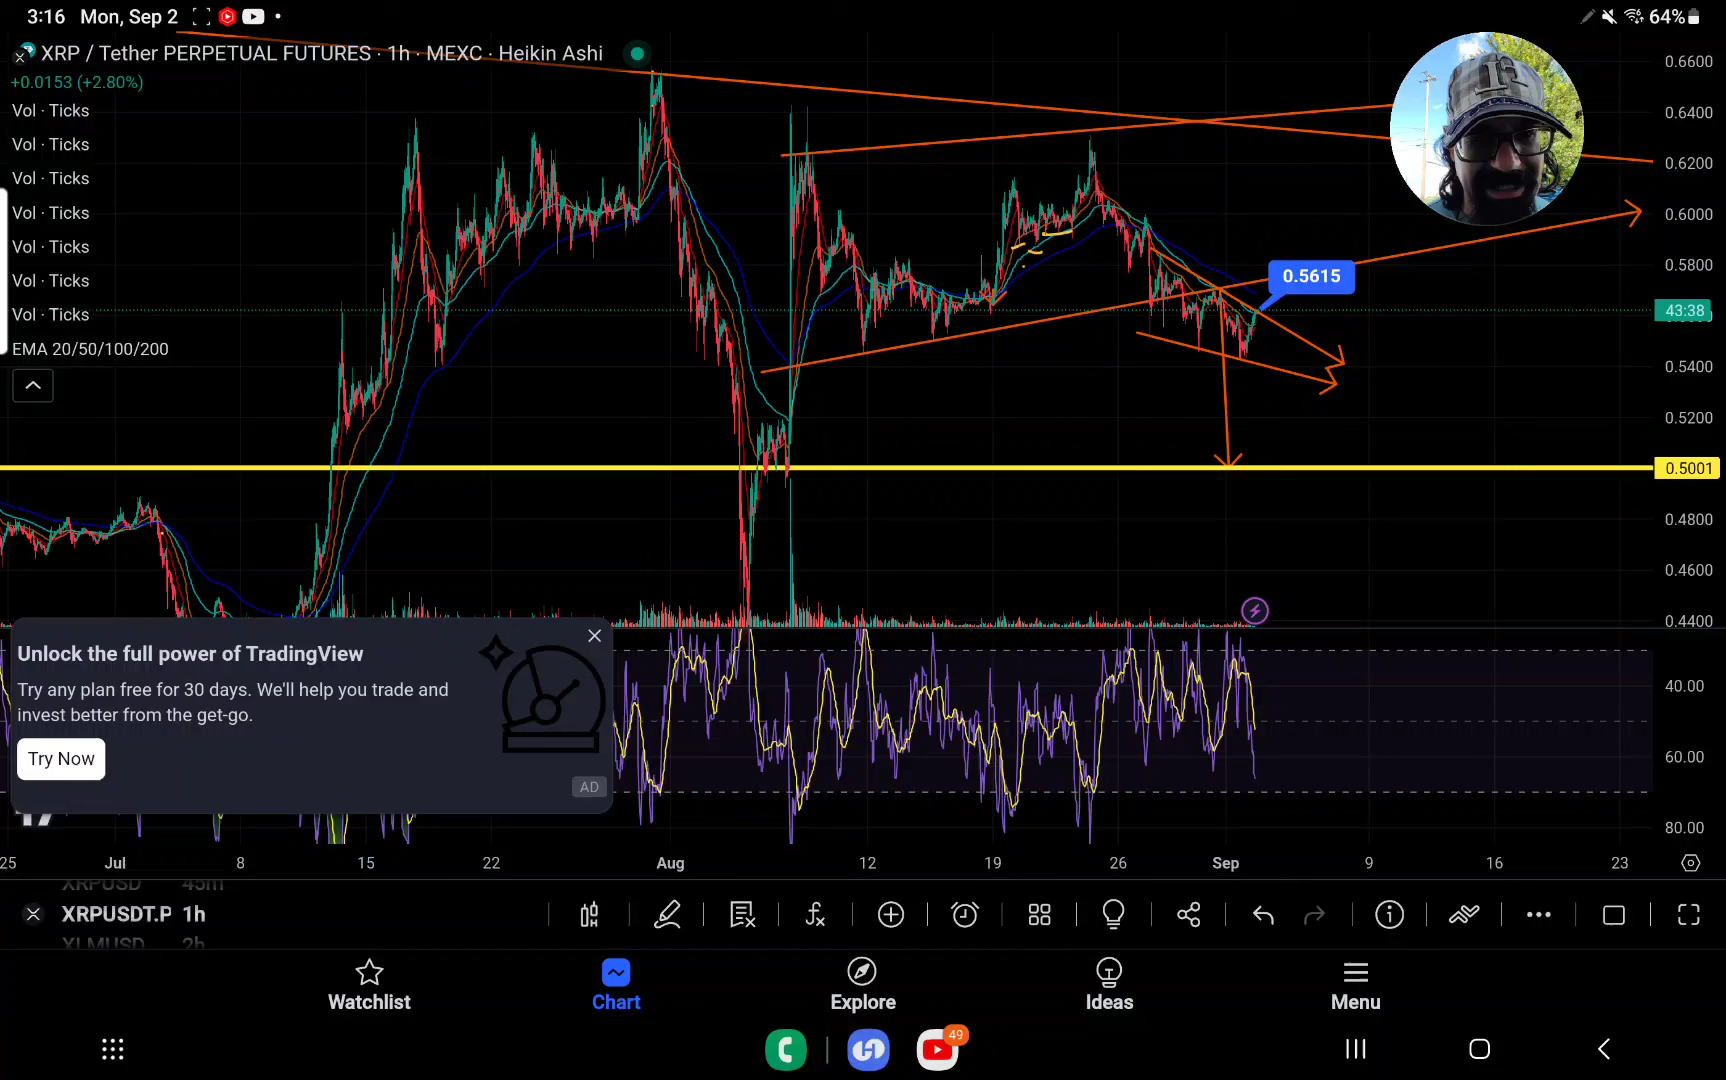 3:16 Mon, Sep 2
64%
XRP / Tether PERPETUAL FUTURES · 1h · MEXC · Heikin Ashi
+0.0153 (+2.80%)
Vol · Ticks
Vol · Ticks
Vol · Ticks
Vol · Ticks
Vol · Ticks
Vol · Ticks
Vol · Ticks
EMA 20/50/100/200
0.6600
0.6400
0.6200
0.6000
0.5800
0.5615
43:38
0.5400
0.5200
0.5001
0.4800
0.4600
0.4400
Unlock the full power of TradingView
Try any plan free for 30 days. We'll help you trade and
invest better from the get-go.
Try Now
AD
40.00
60.00
80.00
25 Jul 8 15 22 Aug 12 19 26 Sep 9 16 23
XRPUSD 45m
XRPUSDT.P 1h
XLMUSD 2h
Watchlist
Chart
Explore
Ideas
Menu
49